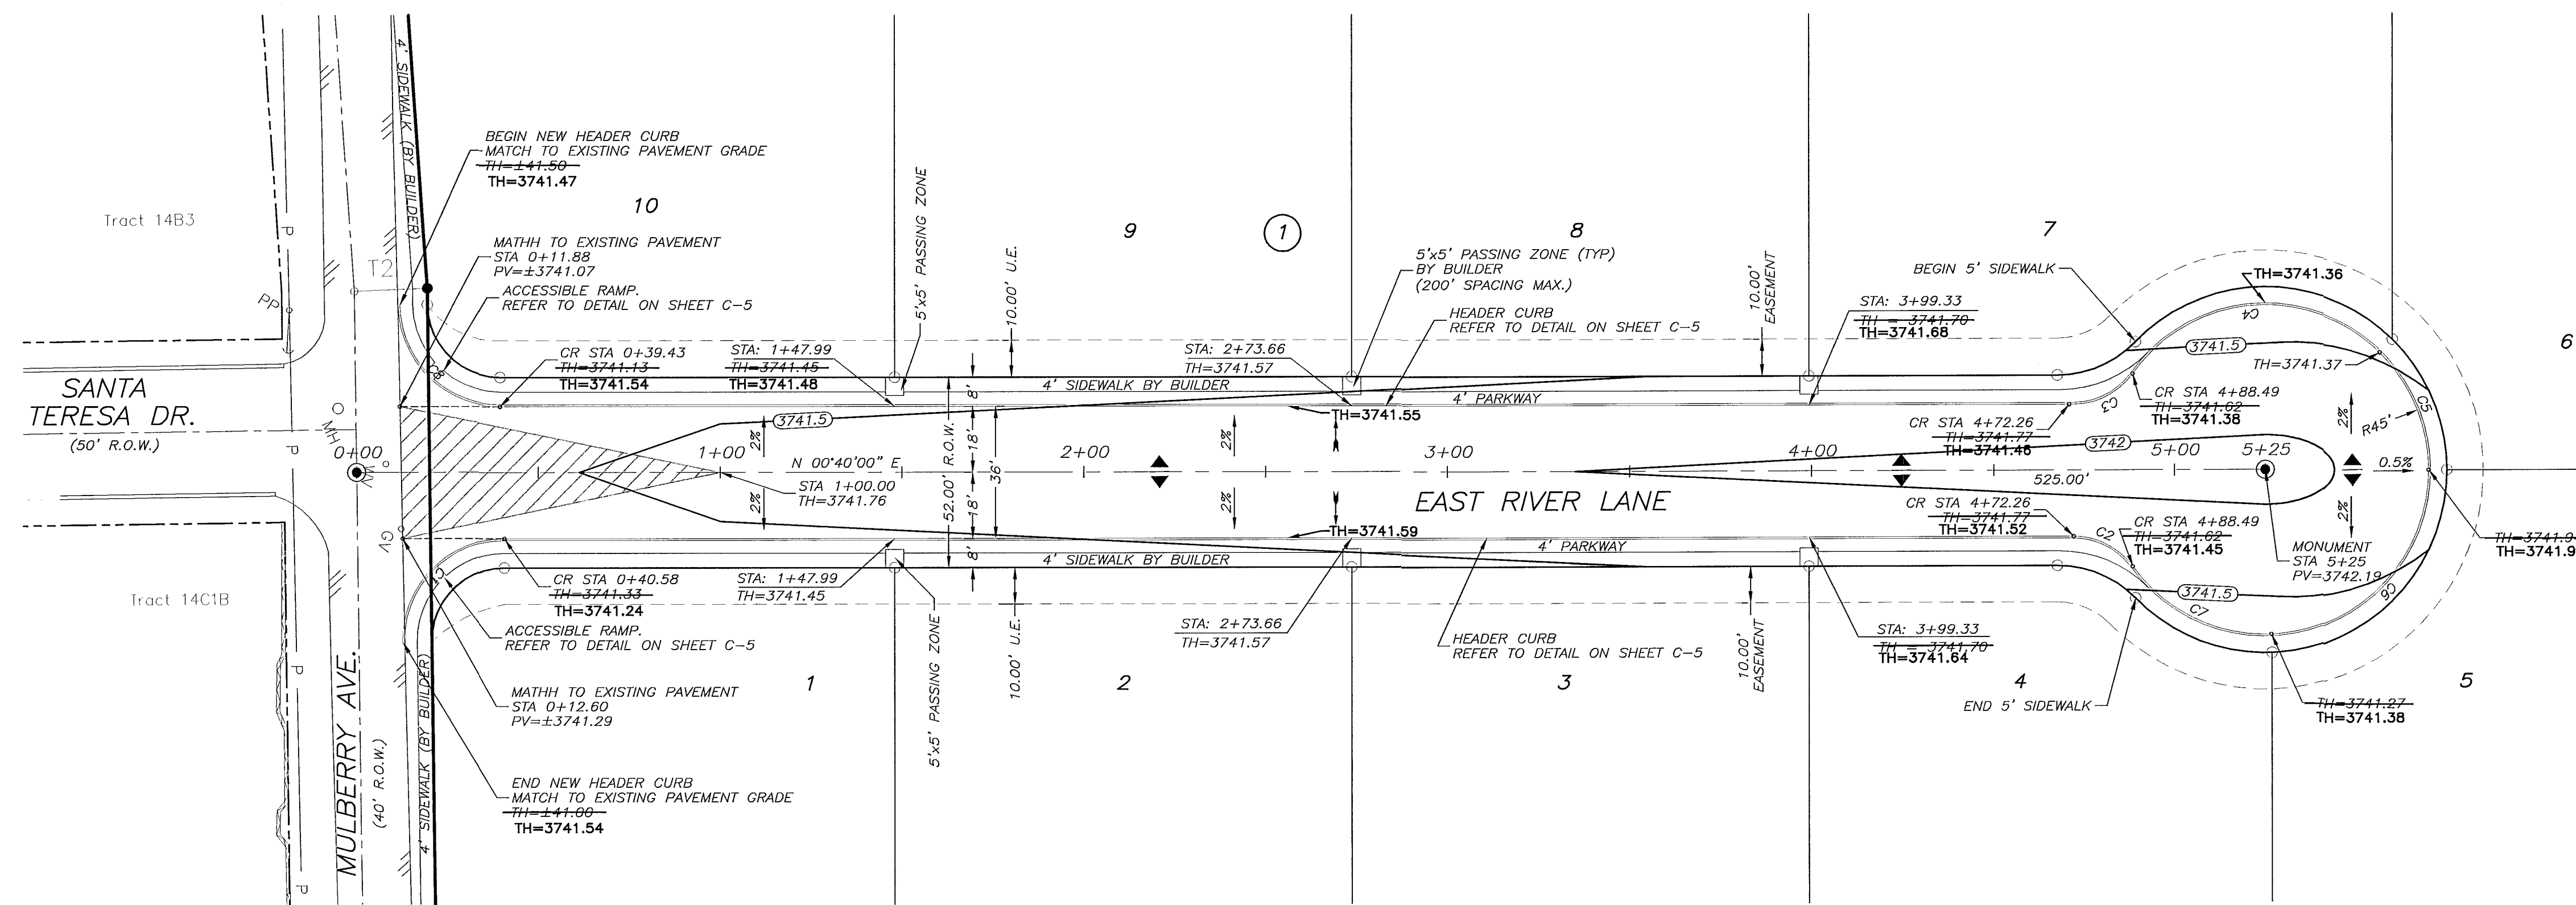 Tract 14B3
SANTA
TERESA DR.
(50' R.O.W.)
Tract 14C1B
MULBERRY AVE.
(40' R.O.W.)
4' SIDEWALK (BY BUILDER)
4' SIDEWALK (BY BUILDER)
P
P
P
P
P
PP
MH
WV
GV
T2
0+00
BEGIN NEW HEADER CURB
MATCH TO EXISTING PAVEMENT GRADE
TH=±41.50
TH=3741.47
10
MATHH TO EXISTING PAVEMENT
STA 0+11.88
PV=±3741.07
ACCESSIBLE RAMP.
REFER TO DETAIL ON SHEET C-5
C8
CR STA 0+39.43
TH=3741.13
TH=3741.54
STA: 1+47.99
TH=3741.45
TH=3741.48
5'x5' PASSING ZONE
10.00' U.E.
9
1
8
7
6
5'x5' PASSING ZONE (TYP)
BY BUILDER
(200' SPACING MAX.)
HEADER CURB
REFER TO DETAIL ON SHEET C-5
STA: 2+73.66
TH=3741.57
10.00'
EASEMENT
STA: 3+99.33
TH = 3741.70
TH=3741.68
BEGIN 5' SIDEWALK
TH=3741.36
C4
3741.5
TH=3741.37
CR STA 4+88.49
TH=3741.62
TH=3741.38
C3
C5
R45'
CR STA 4+72.26
TH=3741.77
TH=3741.46
4' SIDEWALK BY BUILDER
4' PARKWAY
TH=3741.55
3741.5
8'
18'
36'
52.00' R.O.W.
18'
8'
2%
2%
2%
2%
2%
2%
0.5%
1+00
2+00
3+00
4+00
5+00
5+25
3742
N 00°40'00" E
STA 1+00.00
TH=3741.76
525.00'
EAST RIVER LANE
TH=3741.59
4' SIDEWALK BY BUILDER
4' PARKWAY
CR STA 4+72.26
TH=3741.77
TH=3741.52
C2
CR STA 4+88.49
TH=3741.62
TH=3741.45
MONUMENT
STA 5+25
PV=3742.19
TH=3741.9
TH=3741.9
3741.5
C6
C7
C1
CR STA 0+40.58
TH=3741.33
TH=3741.24
STA: 1+47.99
TH=3741.45
ACCESSIBLE RAMP.
REFER TO DETAIL ON SHEET C-5
5'x5' PASSING ZONE
10.00' U.E.
STA: 2+73.66
TH=3741.57
HEADER CURB
REFER TO DETAIL ON SHEET C-5
10.00'
EASEMENT
STA: 3+99.33
TH = 3741.70
TH=3741.64
1
2
3
4
5
END 5' SIDEWALK
TH=3741.27
TH=3741.38
MATHH TO EXISTING PAVEMENT
STA 0+12.60
PV=±3741.29
END NEW HEADER CURB
MATCH TO EXISTING PAVEMENT GRADE
TH=±41.00
TH=3741.54